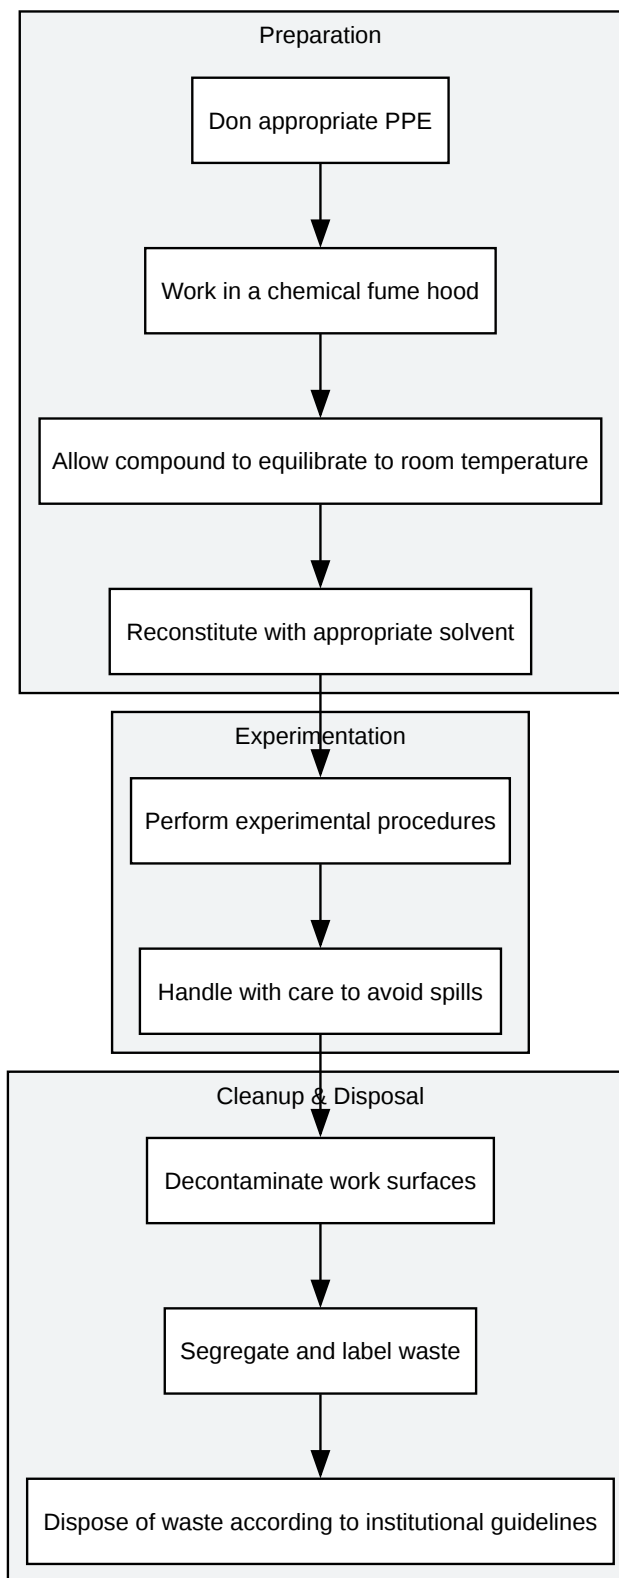 Preparation
Don appropriate PPE
Work in a chemical fume hood
Allow compound to equilibrate to room temperature
Reconstitute with appropriate solvent
Experimentation
Perform experimental procedures
Handle with care to avoid spills
Cleanup & Disposal
Decontaminate work surfaces
Segregate and label waste
Dispose of waste according to institutional guidelines